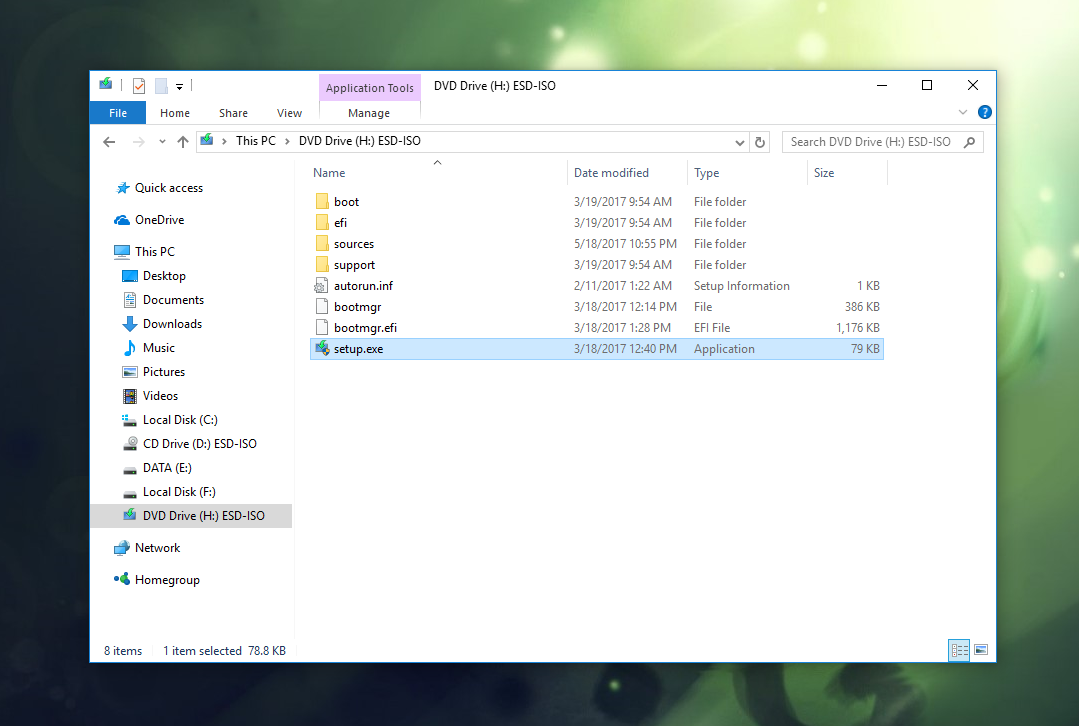 Application Tools DVD Drive (H:) ESD-ISO
File Home Share View Manage
This PC DVD Drive (H:) ESD-ISO Search DVD Drive (H:) ESD-ISO
Quick access
OneDrive
This PC
Desktop
Documents
Downloads
Music
Pictures
Videos
Local Disk (C:)
CD Drive (D:) ESD-ISO
DATA (E:)
Local Disk (F:)
DVD Drive (H:) ESD-ISO
Network
Homegroup
Name Date modified Type Size
boot 3/19/2017 9:54 AM File folder
efi 3/19/2017 9:54 AM File folder
sources 5/18/2017 10:55 PM File folder
support 3/19/2017 9:54 AM File folder
autorun.inf 2/11/2017 1:22 AM Setup Information 1 KB
bootmgr 3/18/2017 12:14 PM File 386 KB
bootmgr.efi 3/18/2017 1:28 PM EFI File 1,176 KB
setup.exe 3/18/2017 12:40 PM Application 79 KB
8 items 1 item selected 78.8 KB